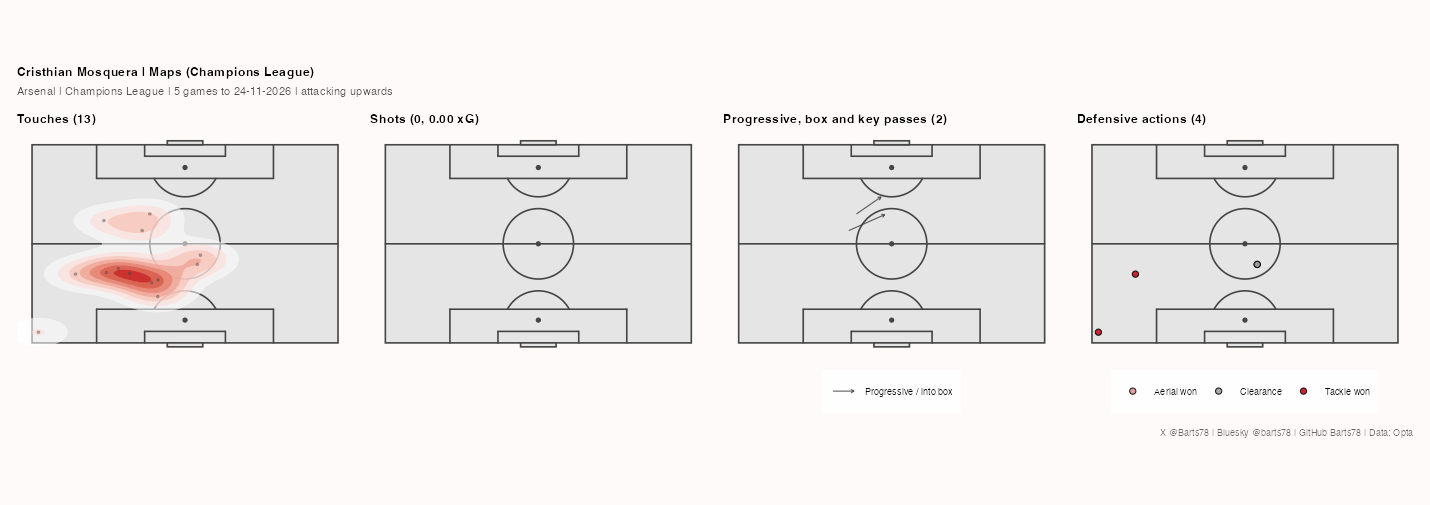 Cristhian Mosquera | Maps (Champions League)
Arsenal | Champions League | 5 games to 24-11-2026 | attacking upwards
Touches (13)
Shots (0, 0.00 xG)
Progressive, box and key passes (2)
Defensive actions (4)
Progressive / into box
Aerial won
Clearance
Tackle won
X @Barts78 | Bluesky @barts78 | GitHub Barts78 | Data: Opta